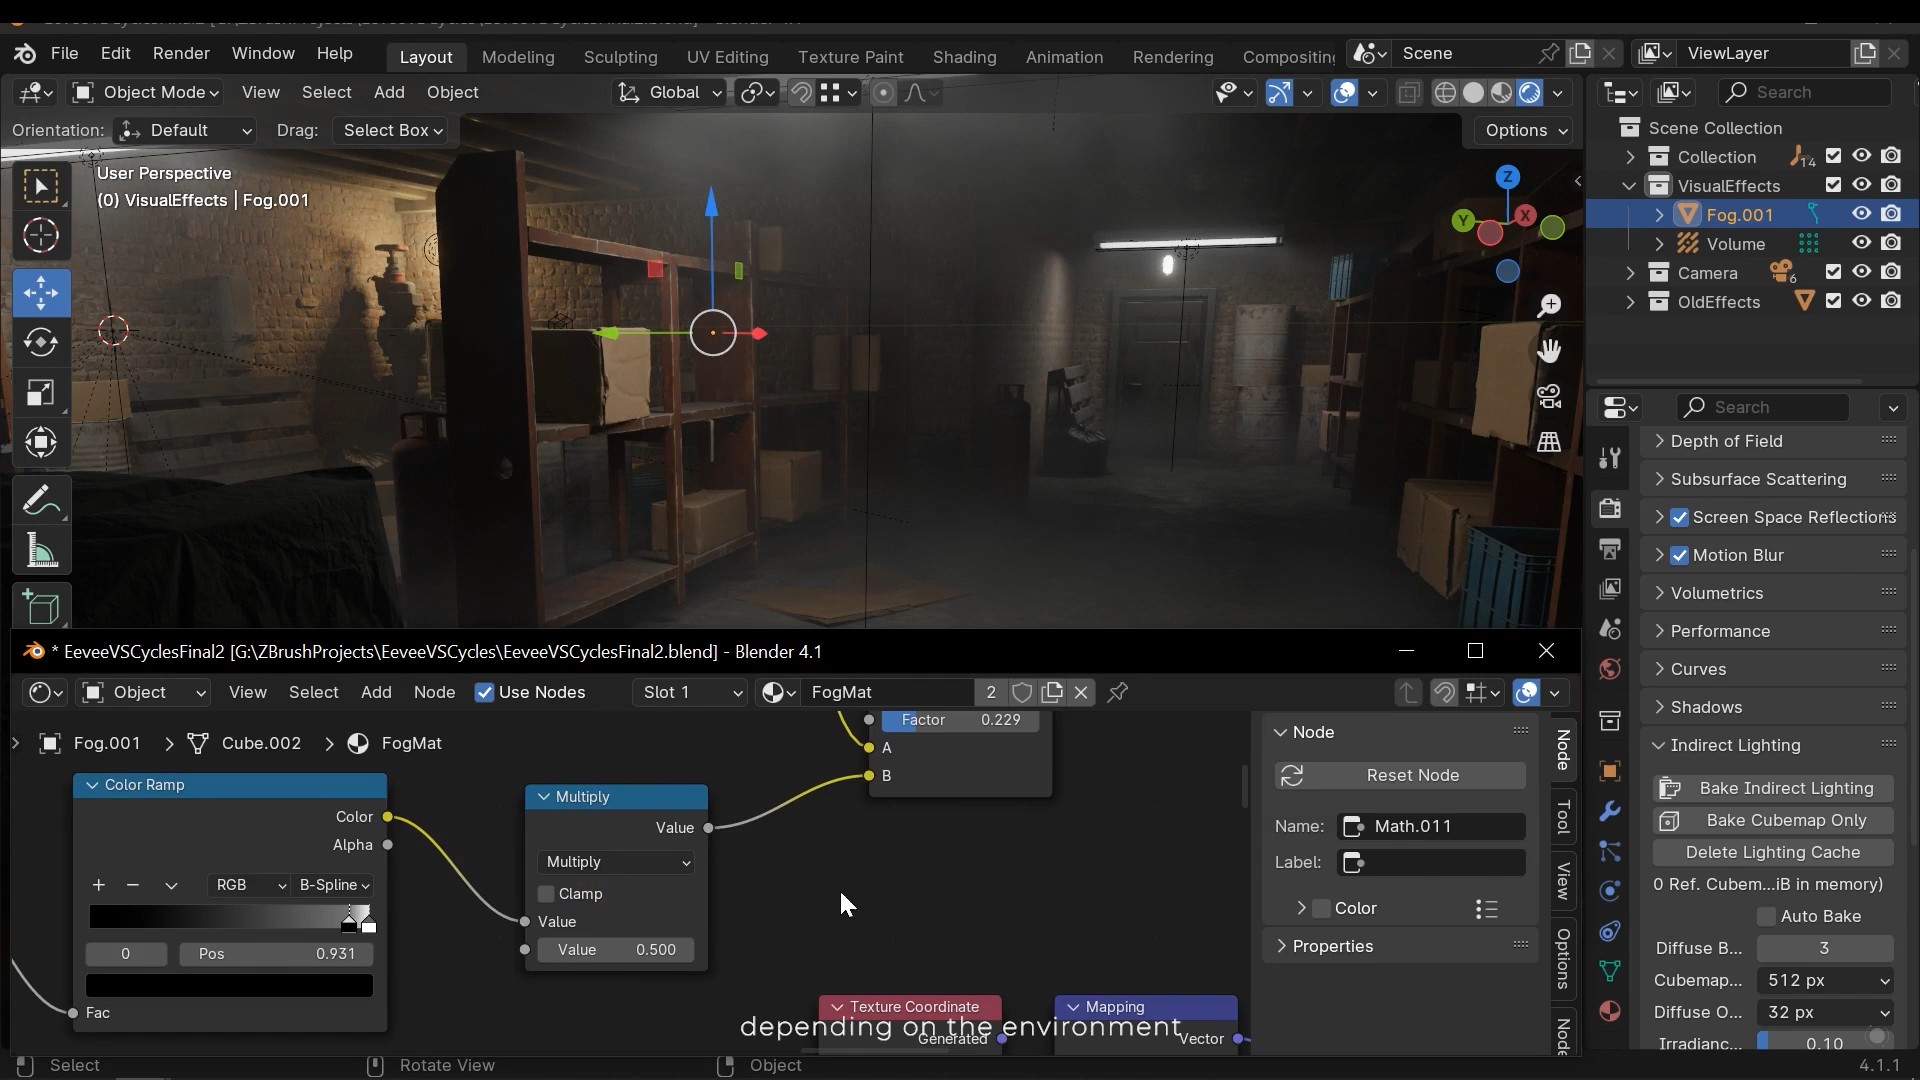 File Edit Render Window Help Layout Modeling Sculpting UV Editing Texture Paint Shading Animation Rendering Compositing Scene ViewLayer
Object Mode View Select Add Object Global Search
Orientation: Default Drag: Select Box Options
User Perspective
(0) VisualEffects | Fog.001
Z
Y
X
Scene Collection
Collection 14
VisualEffects
Fog.001
Volume
Camera 6
OldEffects
Search
Depth of Field
Subsurface Scattering
Screen Space Reflections
Motion Blur
Volumetrics
Performance
Curves
Shadows
Indirect Lighting
Bake Indirect Lighting
Bake Cubemap Only
Delete Lighting Cache
0 Ref. Cubem...iB in memory)
Auto Bake
Diffuse B... 3
Cubemap... 512 px
Diffuse O... 32 px
Irradianc... 0.10
* EeveeVSCyclesFinal2 [G:\ZBrushProjects\EeveeVSCycles\EeveeVSCyclesFinal2.blend] - Blender 4.1
Object View Select Add Node Use Nodes Slot 1 FogMat 2
Fog.001 Cube.002 FogMat
Factor 0.229
A
B
Color Ramp
Color
Alpha
RGB B-Spline
0 Pos 0.931
Fac
Multiply
Value
Multiply
Clamp
Value
Value 0.500
Texture Coordinate
Generated
Mapping
Vector
depending on the environment
Node
Reset Node
Name: Math.011
Label:
Color
Properties
Node
Tool
View
Options
Node
Select Rotate View Object 4.1.1